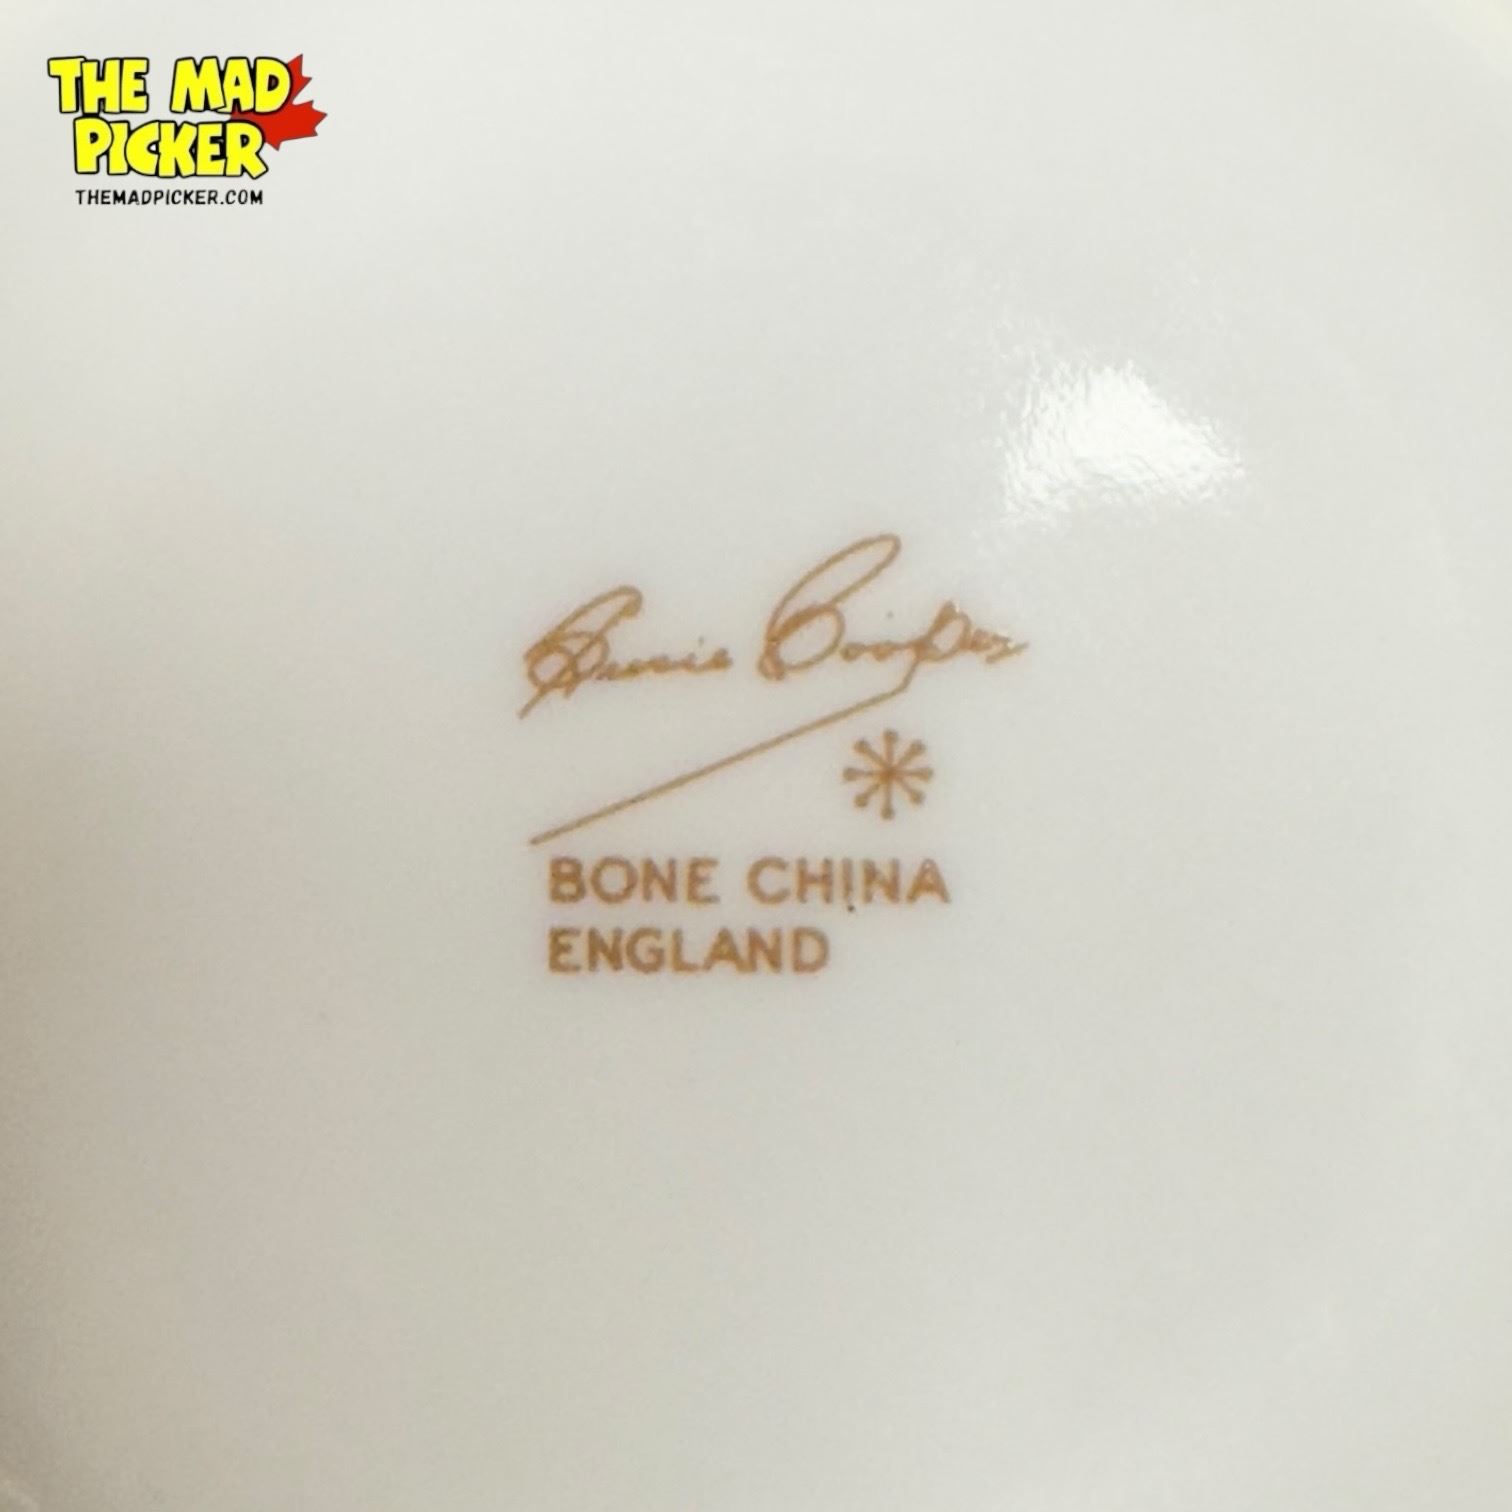 THE MAD
PICKER
THEMADPICKER.COM
Susie Cooper
BONE CHINA
ENGLAND